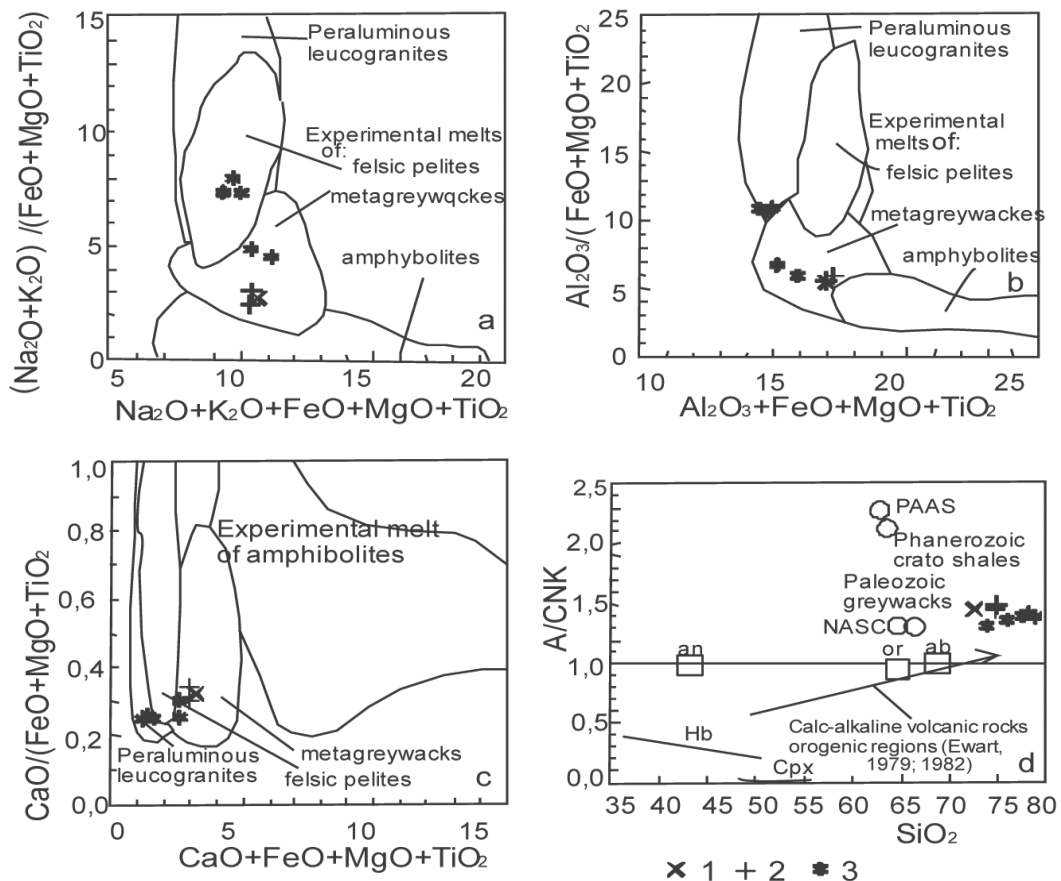 15
10
5
0
5
10
15
20
(Na₂O+K₂O) /(FeO+MgO+TiO₂)
Na₂O+K₂O+FeO+MgO+TiO₂
Peraluminous
leucogranites
Experimental melts
of:
felsic pelites
metagreywqckes
amphybolites
a
25
20
15
10
5
0
10
15
20
25
Al₂O₃/(FeO+MgO+TiO₂
Al₂O₃+FeO+MgO+TiO₂
Peraluminous
leucogranites
Experimental
melts of:
felsic pelites
metagreywackes
amphybolites
b
1,0
0,8
0,6
0,4
0,2
0,0
0
5
10
15
CaO/(FeO+MgO+TiO₂
CaO+FeO+MgO+TiO₂
Experimental melt
of amphibolites
Peraluminous
leucogranites
metagreywacks
felsic pelites
c
2,5
2,0
1,5
1,0
0,5
0,0
35
40
45
50
55
60
65
70
75
80
A/CNK
SiO₂
PAAS
Phanerozoic
crato shales
Paleozoic
greywacks
NASC
an
or
ab
Hb
Cpx
Calc-alkaline volcanic rocks
orogenic regions (Ewart,
1979; 1982)
d
1 + 2 3